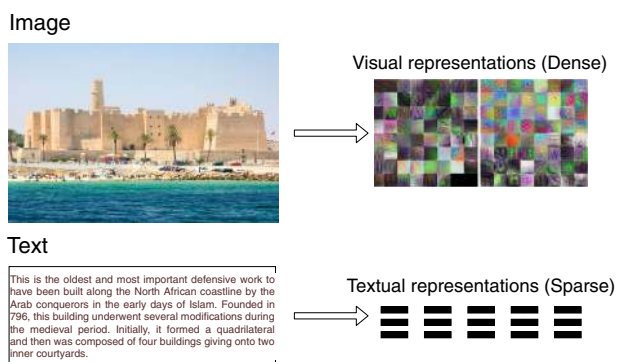 Image
Visual representations (Dense)
Text
This is the oldest and most important defensive work to
have been built along the North African coastline by the
Arab conquerors in the early days of Islam. Founded in
796, this building underwent several modifications during
the medieval period. Initially, it formed a quadrilateral
and then was composed of four buildings giving onto two
inner courtyards.
Textual representations (Sparse)